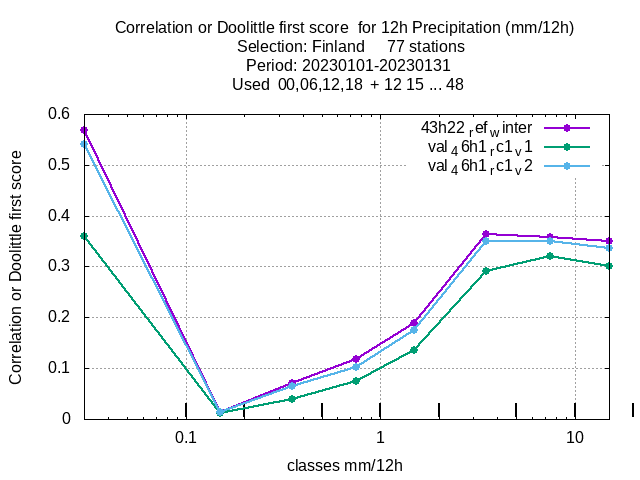 Correlation or Doolittle first score  for 12h Precipitation (mm/12h)
Selection: Finland     77 stations
Period: 20230101-20230131
Used  00,06,12,18  + 12 15 ... 48
Correlation or Doolittle first score
0.6
0.5
0.4
0.3
0.2
0.1
0
43h22_ref_winter
val_46h1_rc1_v1
val_46h1_rc1_v2
0.1
1
10
classes mm/12h